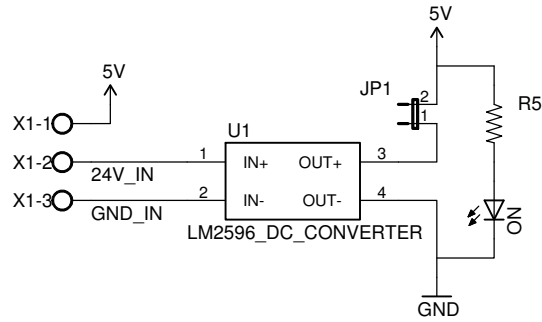 5V
5V
JP1
2
1
R5
X1-1
U1
X1-2
24V_IN
1
IN+
OUT+
3
X1-3
GND_IN
2
IN-
OUT-
4
LM2596_DC_CONVERTER
ON
GND